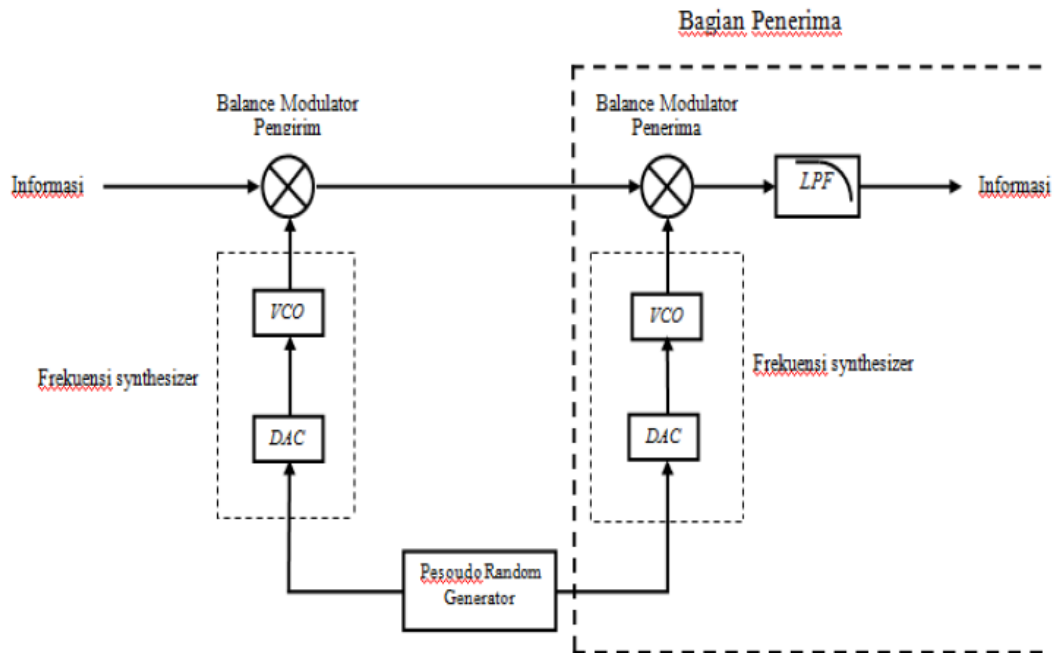 Bagian Penerima
Balance Modulator
Pengirim
Balance Modulator
Penerima
Informasi
LPF
Informasi
VCO
VCO
Frekuensi synthesizer
Frekuensi synthesizer
DAC
DAC
Pesoudo Random
Generator